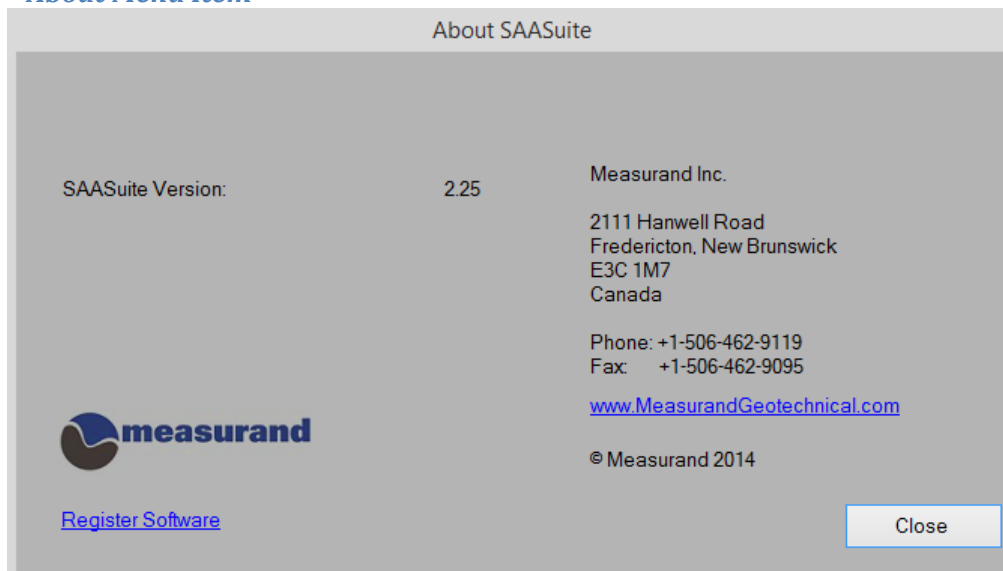 About SAASuite
SAASuite Version: 2.25
Measurand Inc.
2111 Hanwell Road
Fredericton, New Brunswick
E3C 1M7
Canada
Phone: +1-506-462-9119
Fax: +1-506-462-9095
www.MeasurandGeotechnical.com
© Measurand 2014
measurand
Register Software
Close